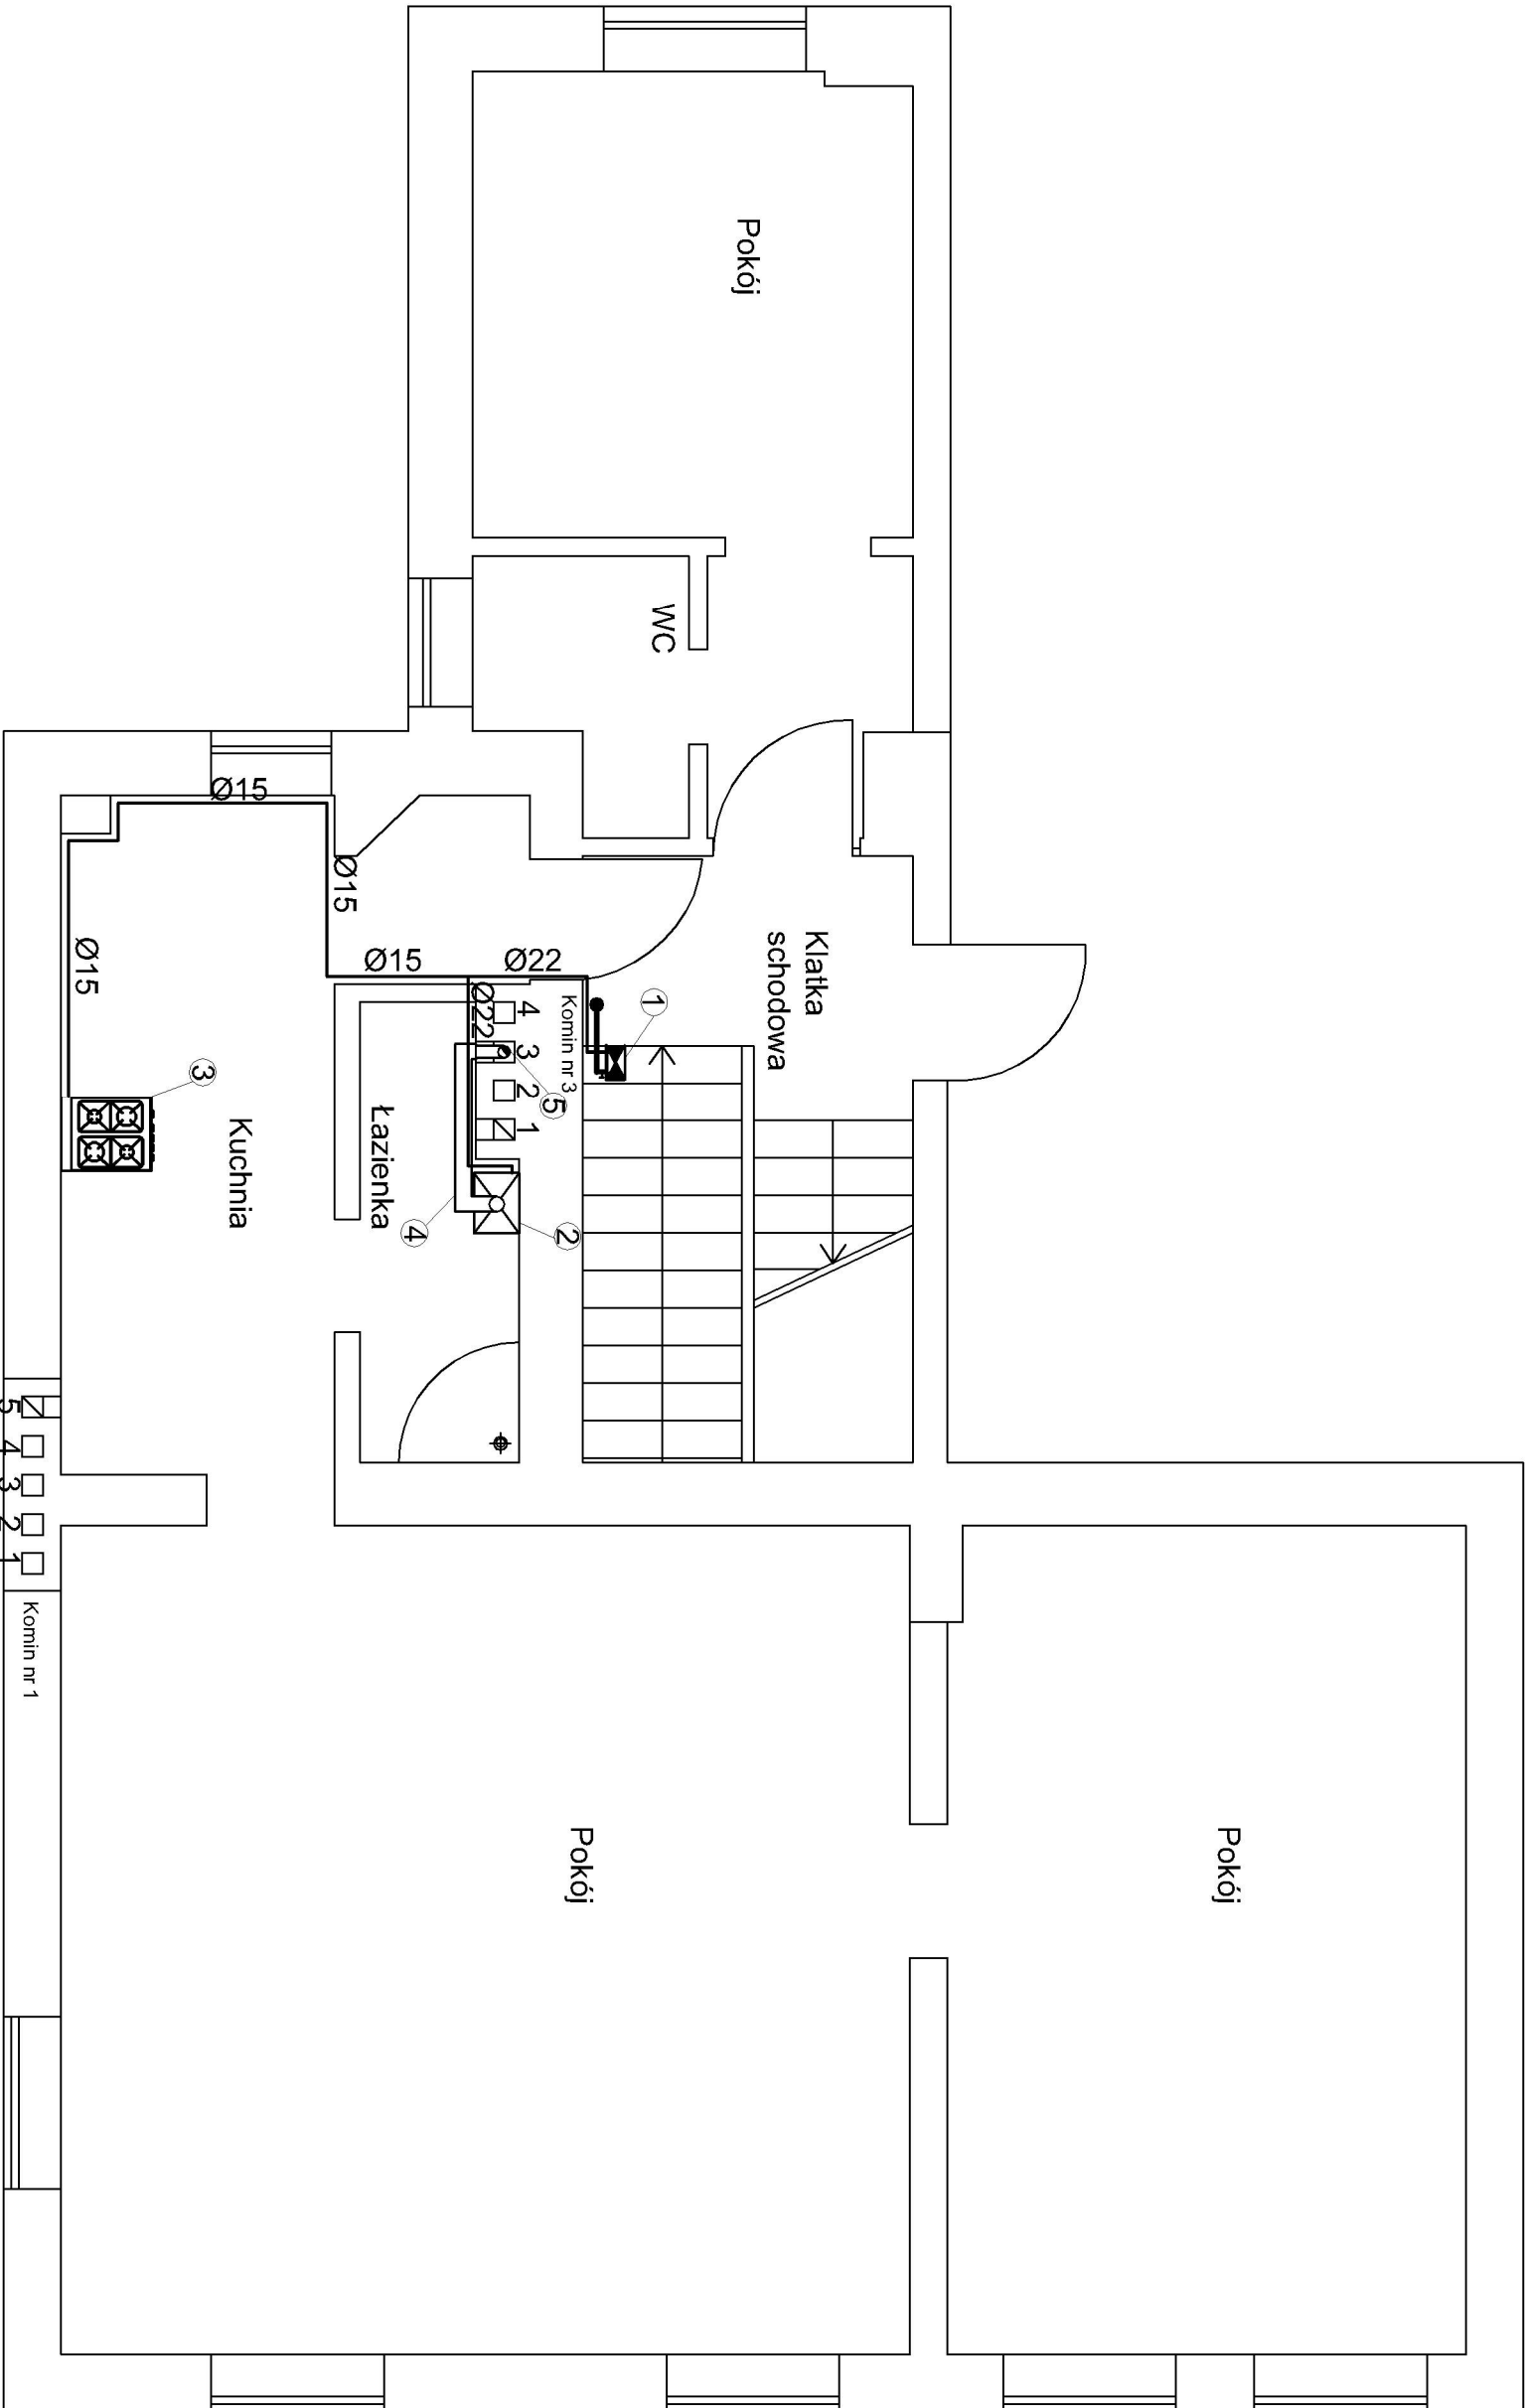 Pokój
WC
Klatka
schodowa
Ø15
Ø15
Ø15
Ø15
Ø22
Ø22
Komin nr 3
4
3
2
1
1
5
2
4
3
Łazienka
Kuchnia
5
4
3
2
1
Komin nr 1
Pokój
Pokój